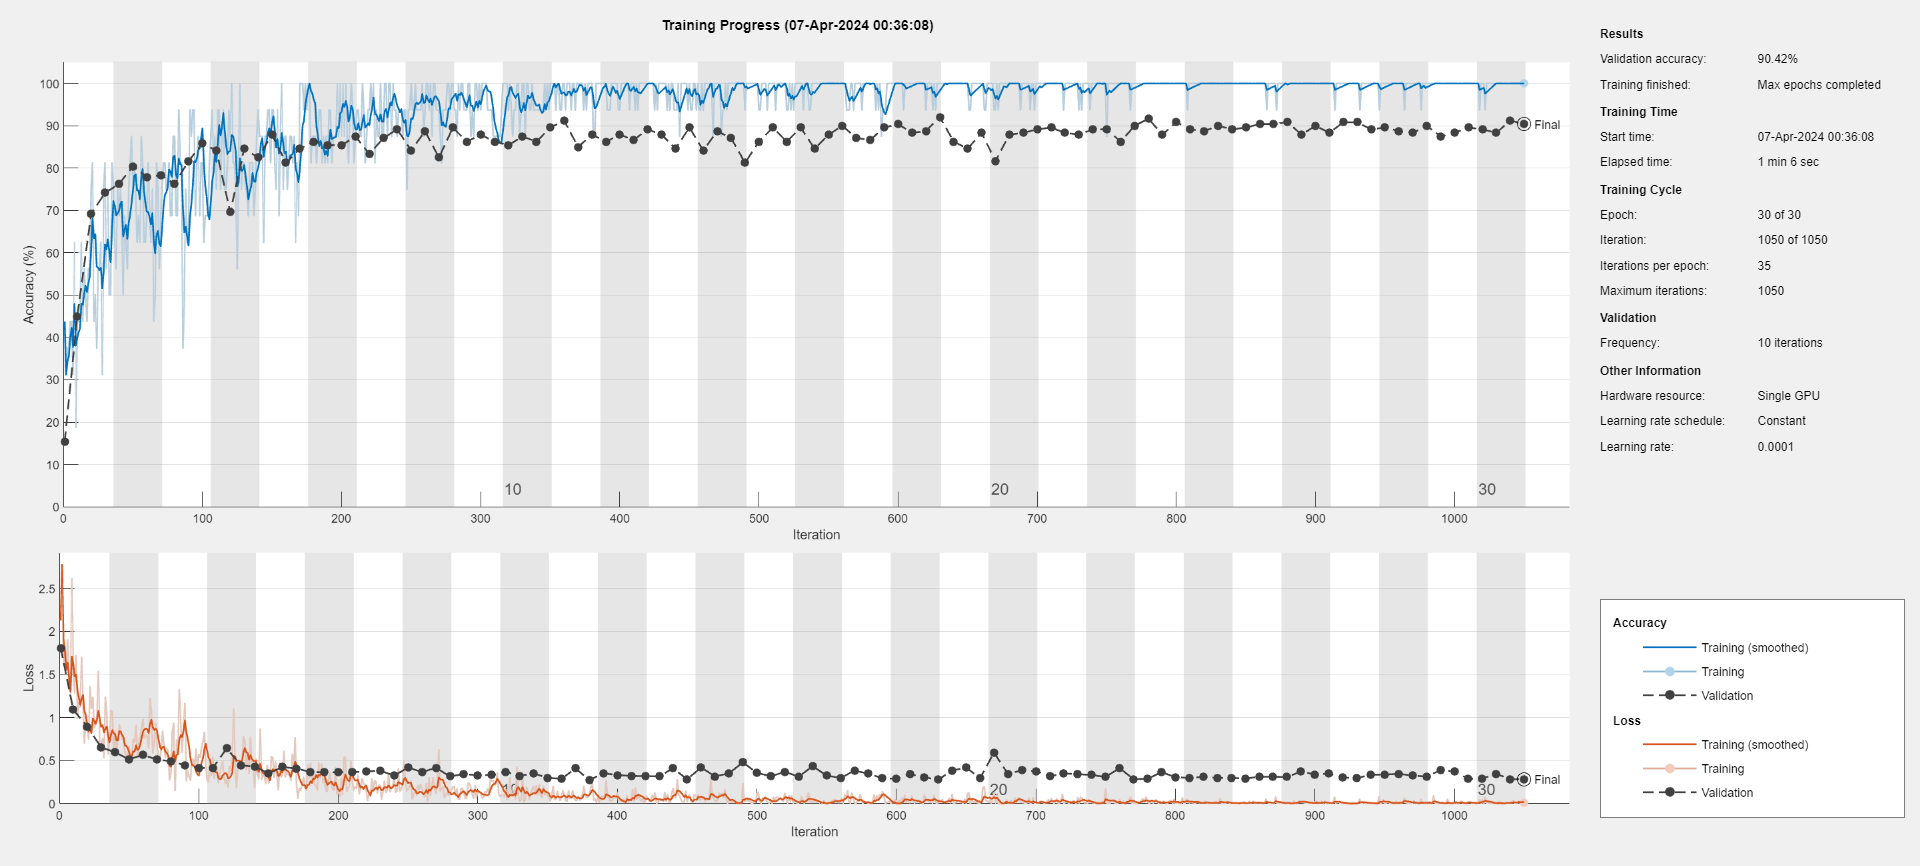 Training Progress (07-Apr-2024 00:36:08)
Accuracy (%)
100
90
80
70
60
50
40
30
20
10
0
10
20
30
Final
0
100
200
300
400
500
600
700
800
900
1000
Iteration
Loss
2.5
2
1.5
1
0.5
0
20
30
Final
0
100
200
300
400
500
600
700
800
900
1000
Iteration
Results
Validation accuracy: 90.42%
Training finished: Max epochs completed
Training Time
Start time: 07-Apr-2024 00:36:08
Elapsed time: 1 min 6 sec
Training Cycle
Epoch: 30 of 30
Iteration: 1050 of 1050
Iterations per epoch: 35
Maximum iterations: 1050
Validation
Frequency: 10 iterations
Other Information
Hardware resource: Single GPU
Learning rate schedule: Constant
Learning rate: 0.0001
Accuracy
Training (smoothed)
Training
Validation
Loss
Training (smoothed)
Training
Validation